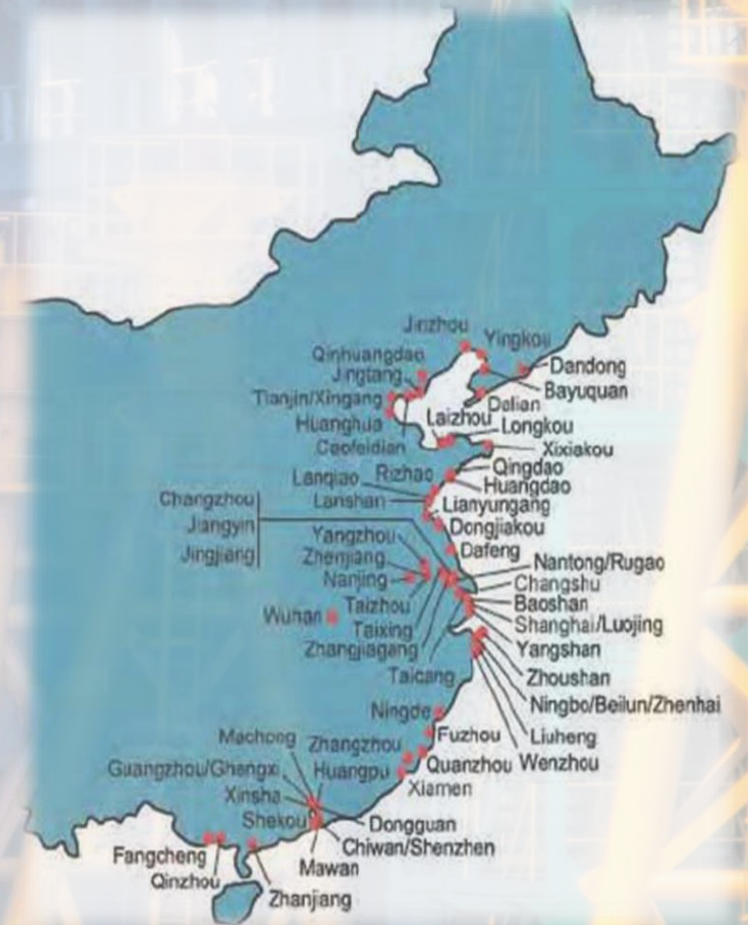 Jinzhou
Yingkou
Qinhuangdao
Dandong
Jingtang
Bayuquan
Tianjin/Xingang
Dalian
Huanghua
Laizhou
Longkou
Caofeidian
Xixiakou
Qingdao
Lanqiao
Rizhao
Huangdao
Changzhou
Lanshan
Lianyungang
Jiangyin
Dongjiakou
Yangzhou
Jingjiang
Dafeng
Zhenjiang
Nantong/Rugao
Nanjing
Changshu
Taizhou
Baoshan
Wuhan
Shanghai/Luojing
Taixing
Zhangjiagang
Yangshan
Taicang
Zhoushan
Ningbo/Beilun/Zhenhai
Ningde
Fuzhou
Liuheng
Machong
Zhangzhou
Quanzhou
Wenzhou
Guangzhou/Ghengxi
Huangpu
Xiamen
Xinsha
Shekou
Dongguan
Chiwan/Shenzhen
Fangcheng
Mawan
Qinzhou
Zhanjiang